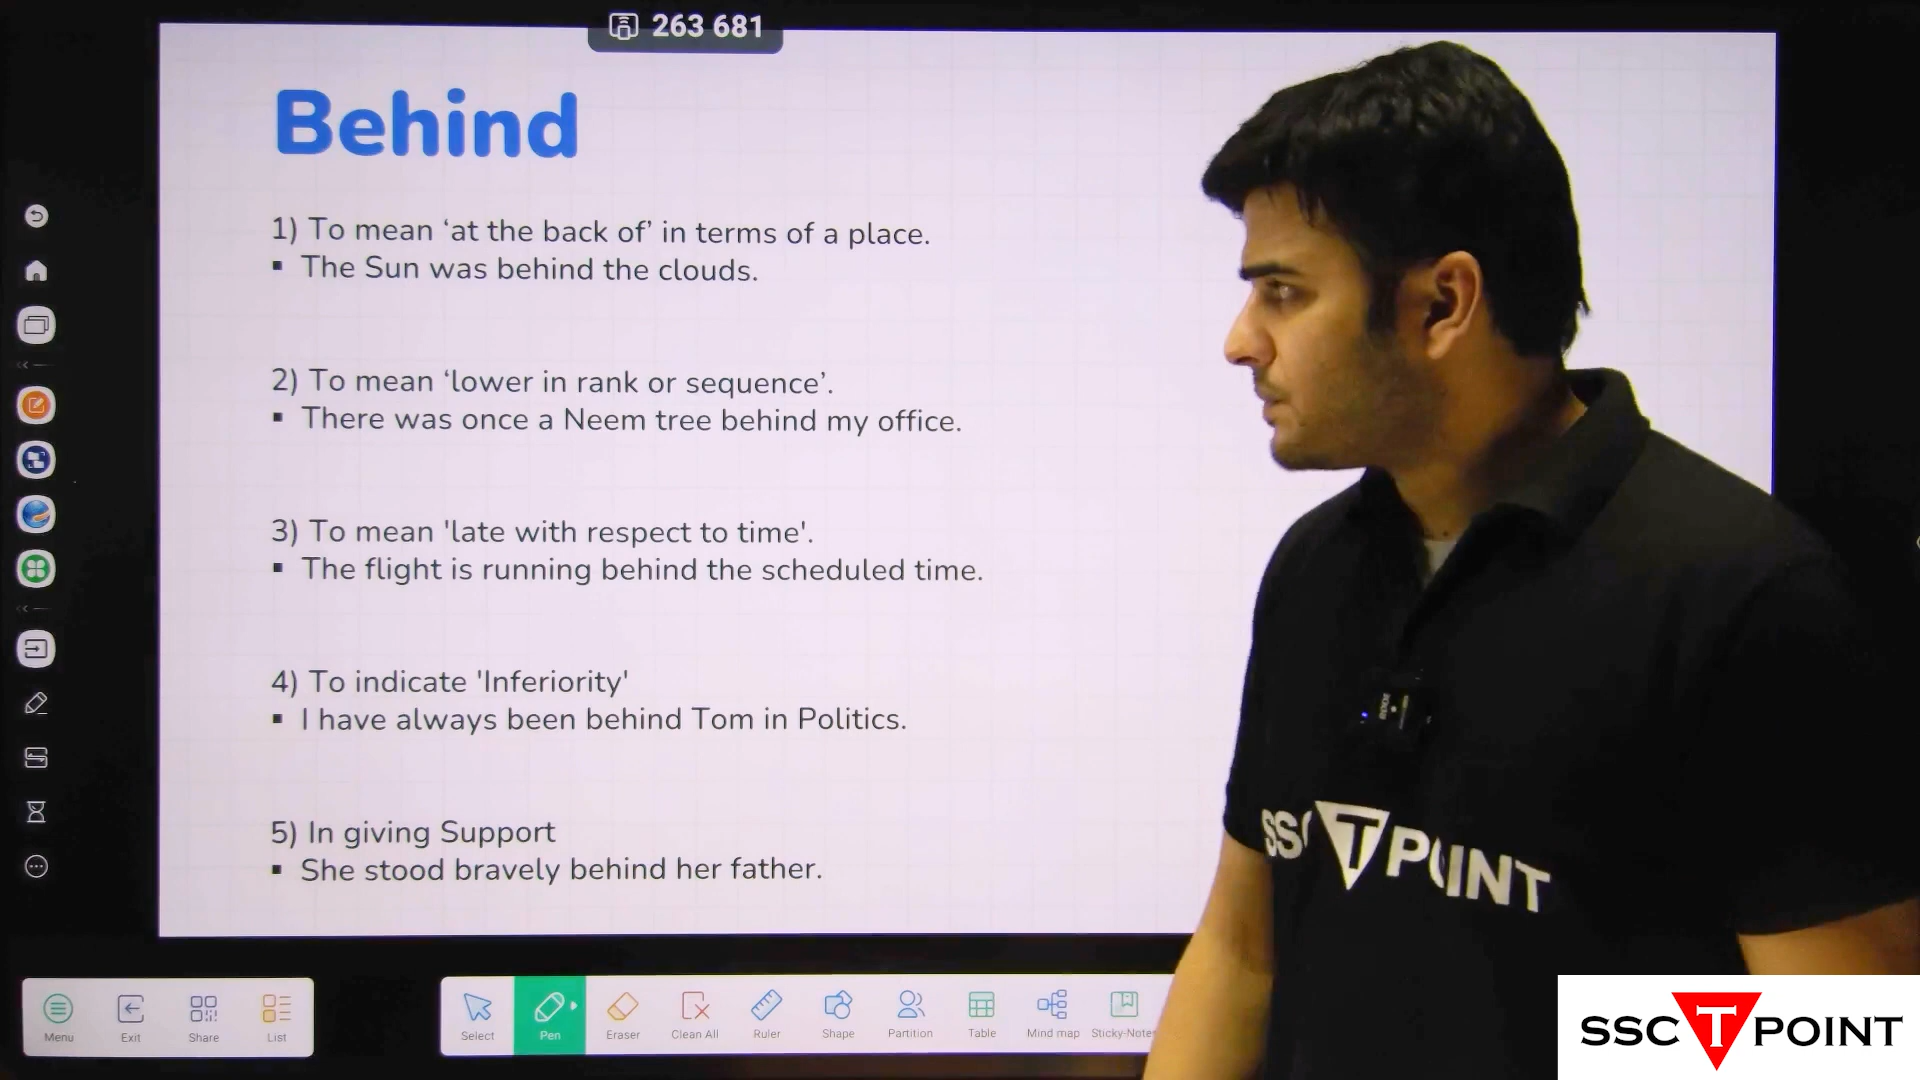 263 681
Behind
1) To mean ‘at the back of’ in terms of a place.
▪ The Sun was behind the clouds.
2) To mean ‘lower in rank or sequence’.
▪ There was once a Neem tree behind my office.
3) To mean 'late with respect to time'.
▪ The flight is running behind the scheduled time.
4) To indicate 'Inferiority'
▪ I have always been behind Tom in Politics.
5) In giving Support
▪ She stood bravely behind her father.
SSC T POINT
Menu Exit Share List Select Pen Eraser Clean All Ruler Shape Partition Table Mind map Sticky-Note
SSC T POINT